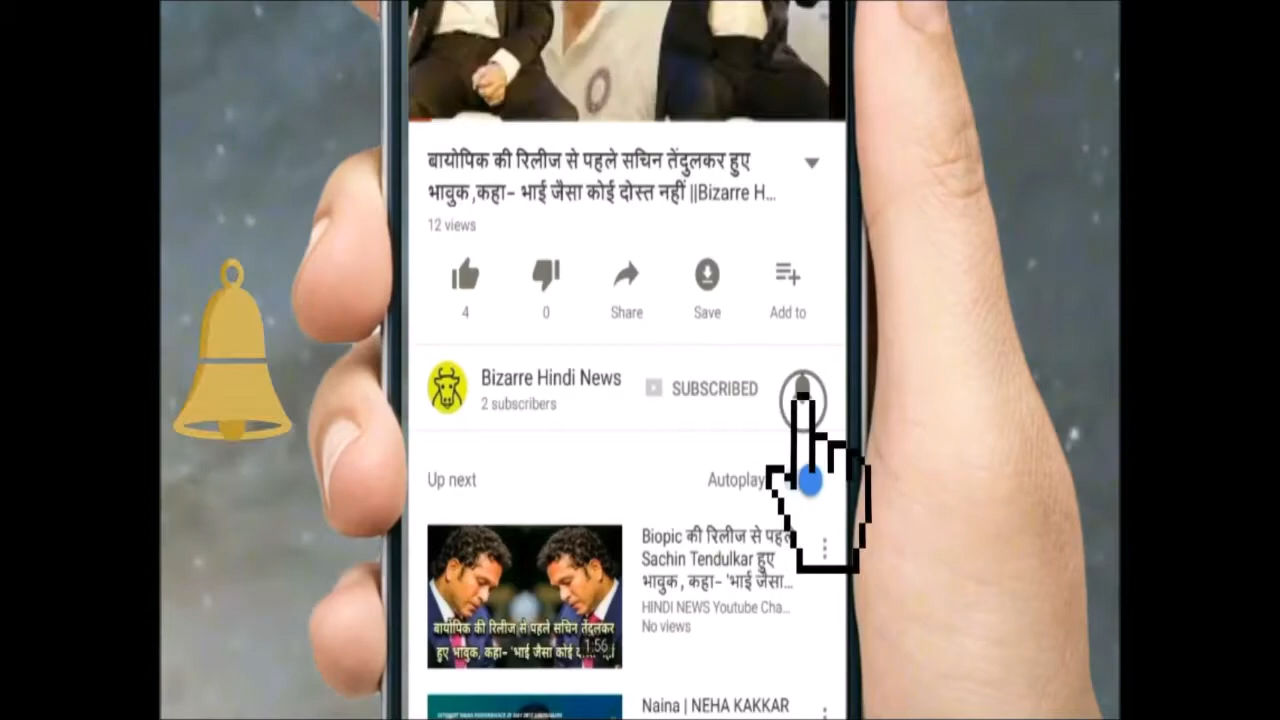 बायोपिक की रिलीज से पहले सचिन तेंदुलकर हुए
भावुक,कहा- भाई जैसा कोई दोस्त नहीं ||Bizarre H...
12 views
4
0
Share
Save
Add to
Bizarre Hindi News
SUBSCRIBED
2 subscribers
Up next
Autoplay
Biopic की रिलीज से पहले
Sachin Tendulkar हुए
भावुक, कहा- 'भाई जैसा...
HINDI NEWS Youtube Cha...
No views
बायोपिक की रिलीज से पहले सचिन तेंदुलकर
हुए भावुक, कहा- 'भाई जैसा कोई
1:56
Naina | NEHA KAKKAR